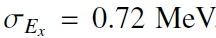 σ_{E_x} = 0.72 MeV